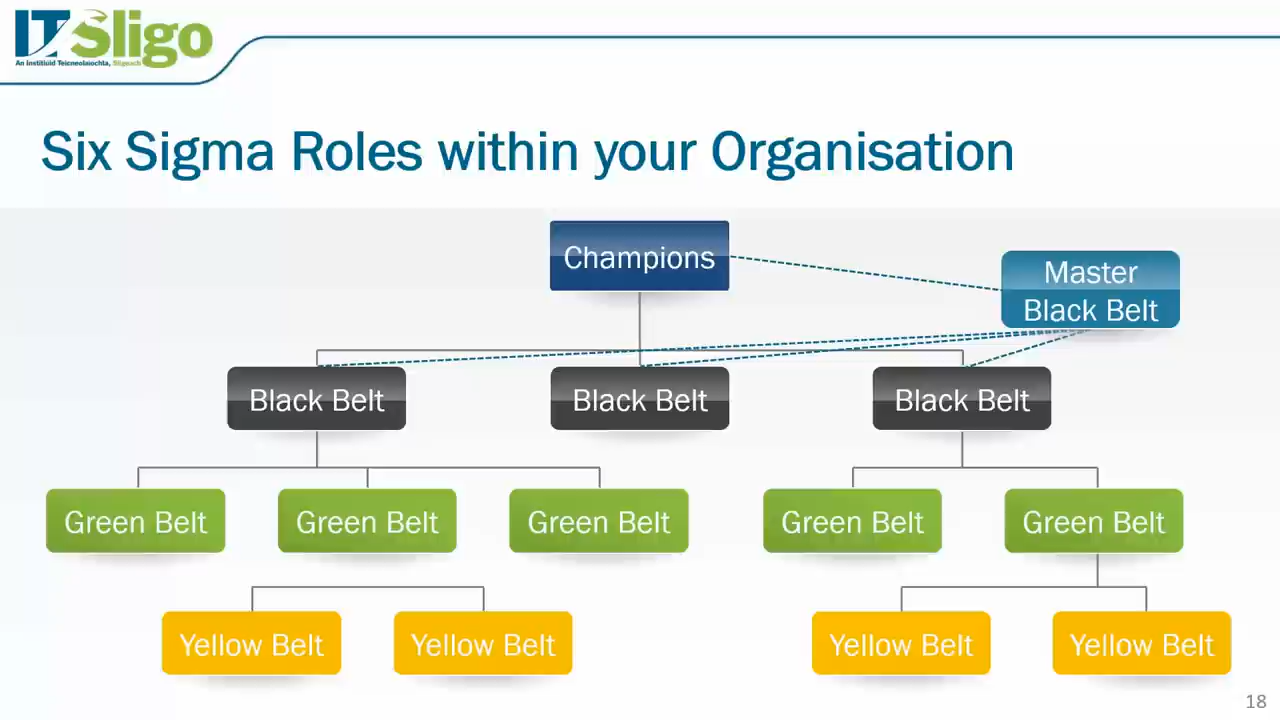 IT Sligo
An Institiúid Teicneolaíochta, Sligeach
Six Sigma Roles within your Organisation
Champions
Master
Black Belt
Black Belt
Black Belt
Black Belt
Green Belt
Green Belt
Green Belt
Green Belt
Green Belt
Yellow Belt
Yellow Belt
Yellow Belt
Yellow Belt
18